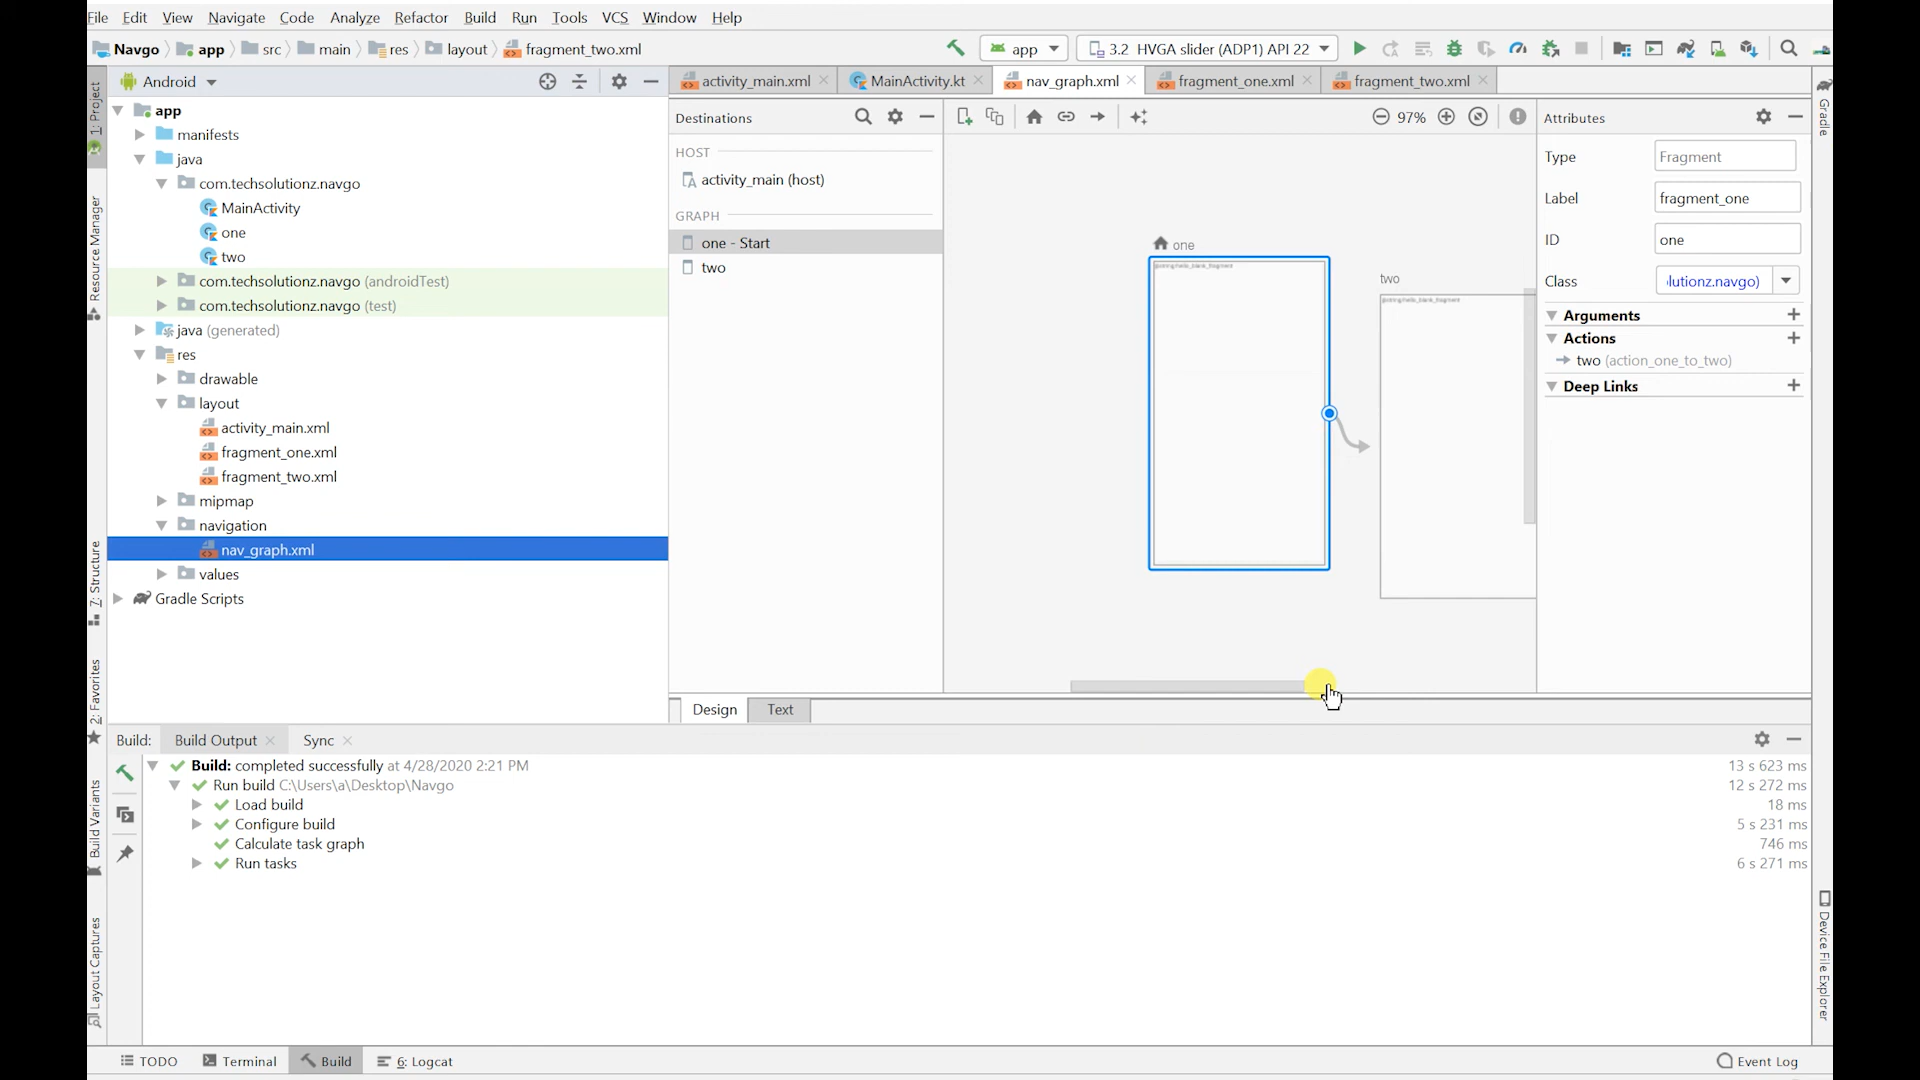 File Edit View Navigate Code Analyze Refactor Build Run Tools VCS Window Help
Navgo app src main res layout fragment_two.xml
app 3.2 HVGA slider (ADP1) API 22
1: Project
Resource Manager
7: Structure
2: Favorites
Build Variants
Layout Captures
Android
app
manifests
java
com.techsolutionz.navgo
MainActivity
one
two
com.techsolutionz.navgo (androidTest)
com.techsolutionz.navgo (test)
java (generated)
res
drawable
layout
activity_main.xml
fragment_one.xml
fragment_two.xml
mipmap
navigation
nav_graph.xml
values
Gradle Scripts
activity_main.xml MainActivity.kt nav_graph.xml fragment_one.xml fragment_two.xml
Destinations
HOST
activity_main (host)
GRAPH
one - Start
two
97%
one
@string/hello_blank_fragment
two
@string/hello_blank_fragment
Design Text
Attributes
Type Fragment
Label fragment_one
ID one
Class lutionz.navgo)
Arguments
Actions
two (action_one_to_two)
Deep Links
Gradle
Device File Explorer
Build: Build Output Sync
Build: completed successfully at 4/28/2020 2:21 PM 13 s 623 ms
Run build C:\Users\a\Desktop\Navgo 12 s 272 ms
Load build 18 ms
Configure build 5 s 231 ms
Calculate task graph 746 ms
Run tasks 6 s 271 ms
TODO Terminal Build 6: Logcat Event Log